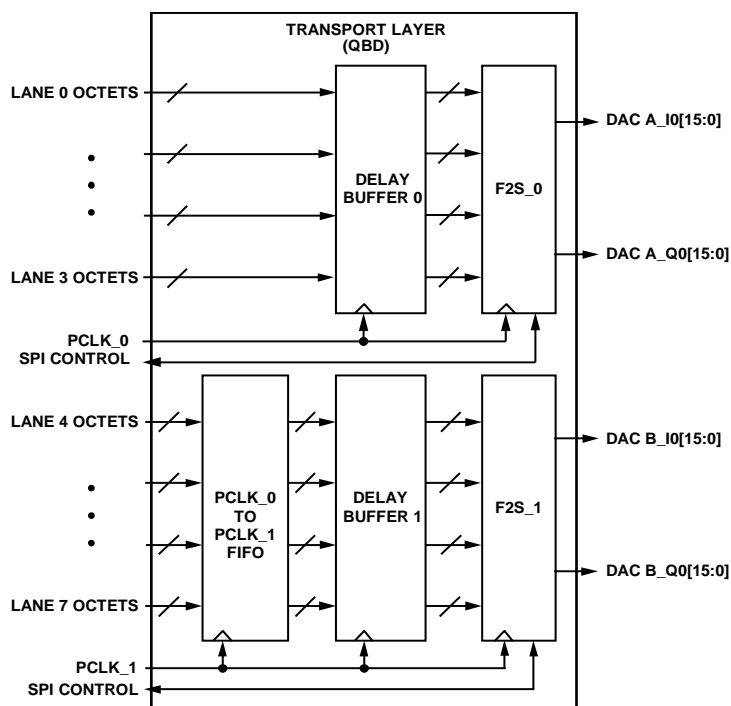 TRANSPORT LAYER
(QBD)
LANE 0 OCTETS
LANE 3 OCTETS
DELAY
BUFFER 0
F2S_0
DAC A_I0[15:0]
DAC A_Q0[15:0]
PCLK_0
SPI CONTROL
LANE 4 OCTETS
LANE 7 OCTETS
PCLK_0
TO
PCLK_1
FIFO
DELAY
BUFFER 1
F2S_1
DAC B_I0[15:0]
DAC B_Q0[15:0]
PCLK_1
SPI CONTROL